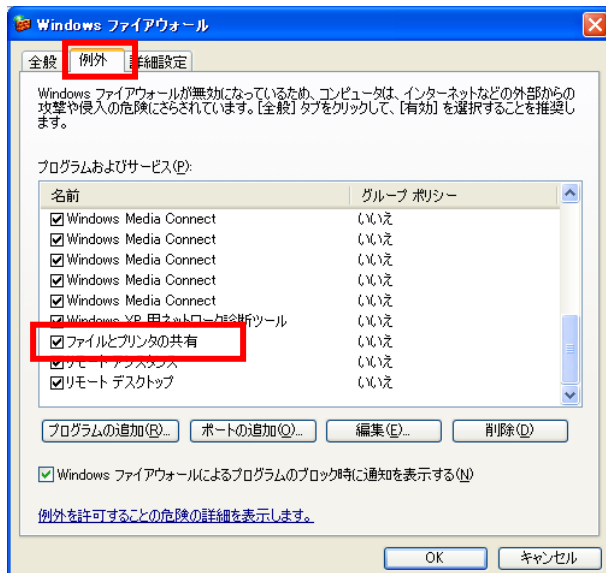 Windows ファイアウォール
全般 例外 詳細設定
Windows ファイアウォールが無効になっているため、コンピュータは、インターネットなどの外部からの
攻撃や侵入の危険にさらされています。[全般] タブをクリックして、[有効] を選択することを推奨し
ます。
プログラムおよびサービス(P):
名前 グループ ポリシー
Windows Media Connect いいえ
Windows Media Connect いいえ
Windows Media Connect いいえ
Windows Media Connect いいえ
Windows Media Connect いいえ
Windows XP 用ネットワーク診断ツール いいえ
ファイルとプリンタの共有 いいえ
リモート アシスタンス いいえ
リモート デスクトップ いいえ
プログラムの追加(R)... ポートの追加(O)... 編集(E)... 削除(D)
Windows ファイアウォールによるプログラムのブロック時に通知を表示する(N)
例外を許可することの危険の詳細を表示します。
OK キャンセル